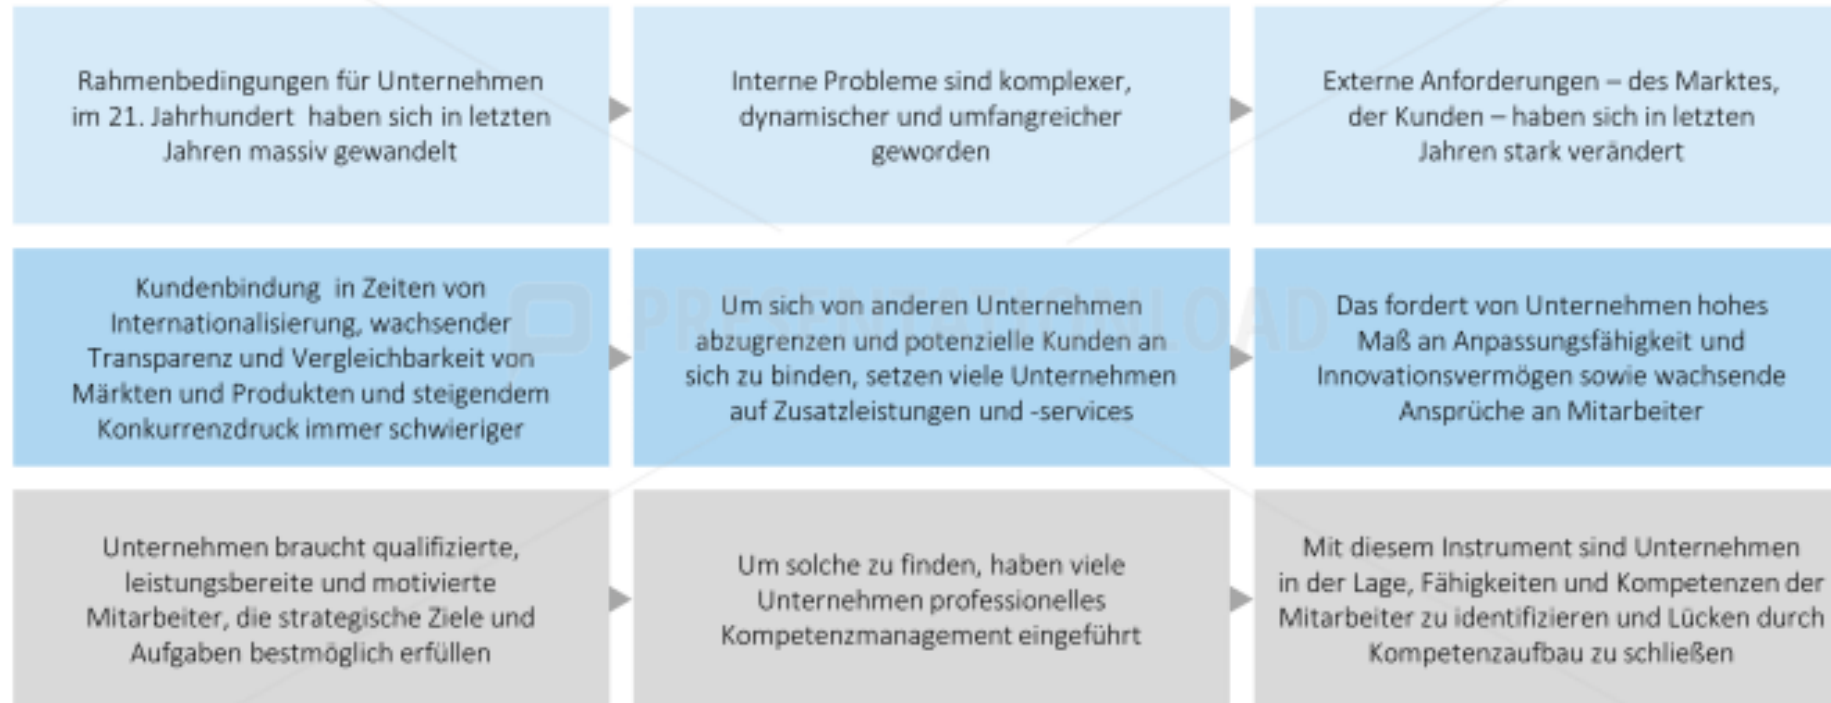 Rahmenbedingungen für Unternehmen
im 21. Jahrhundert  haben sich in letzten
Jahren massiv gewandelt
Interne Probleme sind komplexer,
dynamischer und umfangreicher
geworden
Externe Anforderungen – des Marktes,
der Kunden – haben sich in letzten
Jahren stark verändert
Kundenbindung  in Zeiten von
Internationalisierung, wachsender
Transparenz und Vergleichbarkeit von
Märkten und Produkten und steigendem
Konkurrenzdruck immer schwieriger
Um sich von anderen Unternehmen
abzugrenzen und potenzielle Kunden an
sich zu binden, setzen viele Unternehmen
auf Zusatzleistungen und -services
Das fordert von Unternehmen hohes
Maß an Anpassungsfähigkeit und
Innovationsvermögen sowie wachsende
Ansprüche an Mitarbeiter
PRESENTATIONLOAD
Unternehmen braucht qualifizierte,
leistungsbereite und motivierte
Mitarbeiter, die strategische Ziele und
Aufgaben bestmöglich erfüllen
Um solche zu finden, haben viele
Unternehmen professionelles
Kompetenzmanagement eingeführt
Mit diesem Instrument sind Unternehmen
in der Lage, Fähigkeiten und Kompetenzen der
Mitarbeiter zu identifizieren und Lücken durch
Kompetenzaufbau zu schließen